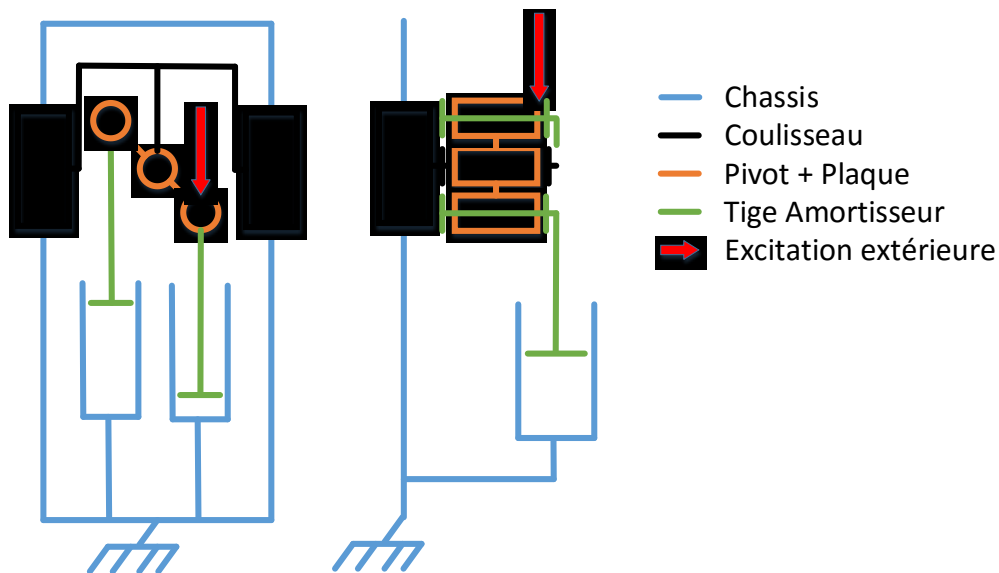 Chassis
Coulisseau
Pivot + Plaque
Tige Amortisseur
Excitation extérieure